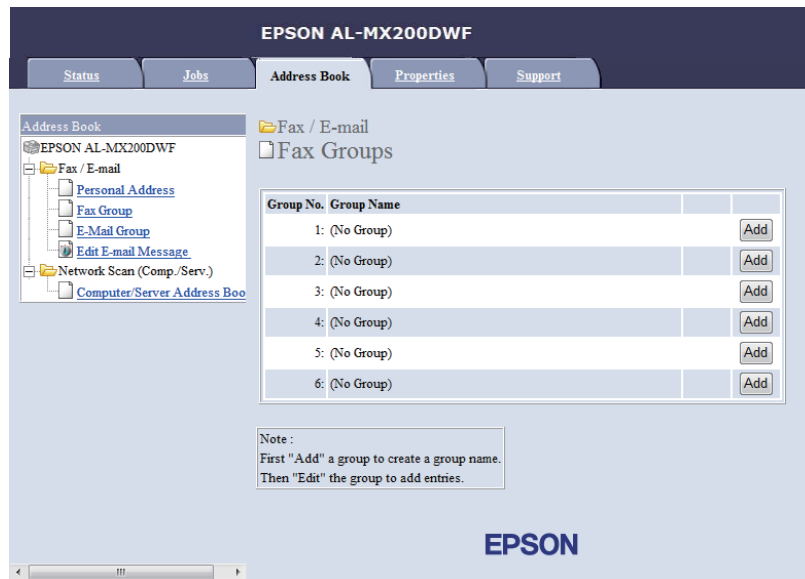 EPSON AL-MX200DWF
Status Jobs Address Book Properties Support
Address Book
EPSON AL-MX200DWF
Fax / E-mail
Personal Address
Fax Group
E-Mail Group
Edit E-mail Message
Network Scan (Comp./Serv.)
Computer/Server Address Boo
Fax / E-mail
Fax Groups
Group No. Group Name
1: (No Group) Add
2: (No Group) Add
3: (No Group) Add
4: (No Group) Add
5: (No Group) Add
6: (No Group) Add
Note :
First "Add" a group to create a group name.
Then "Edit" the group to add entries.
EPSON